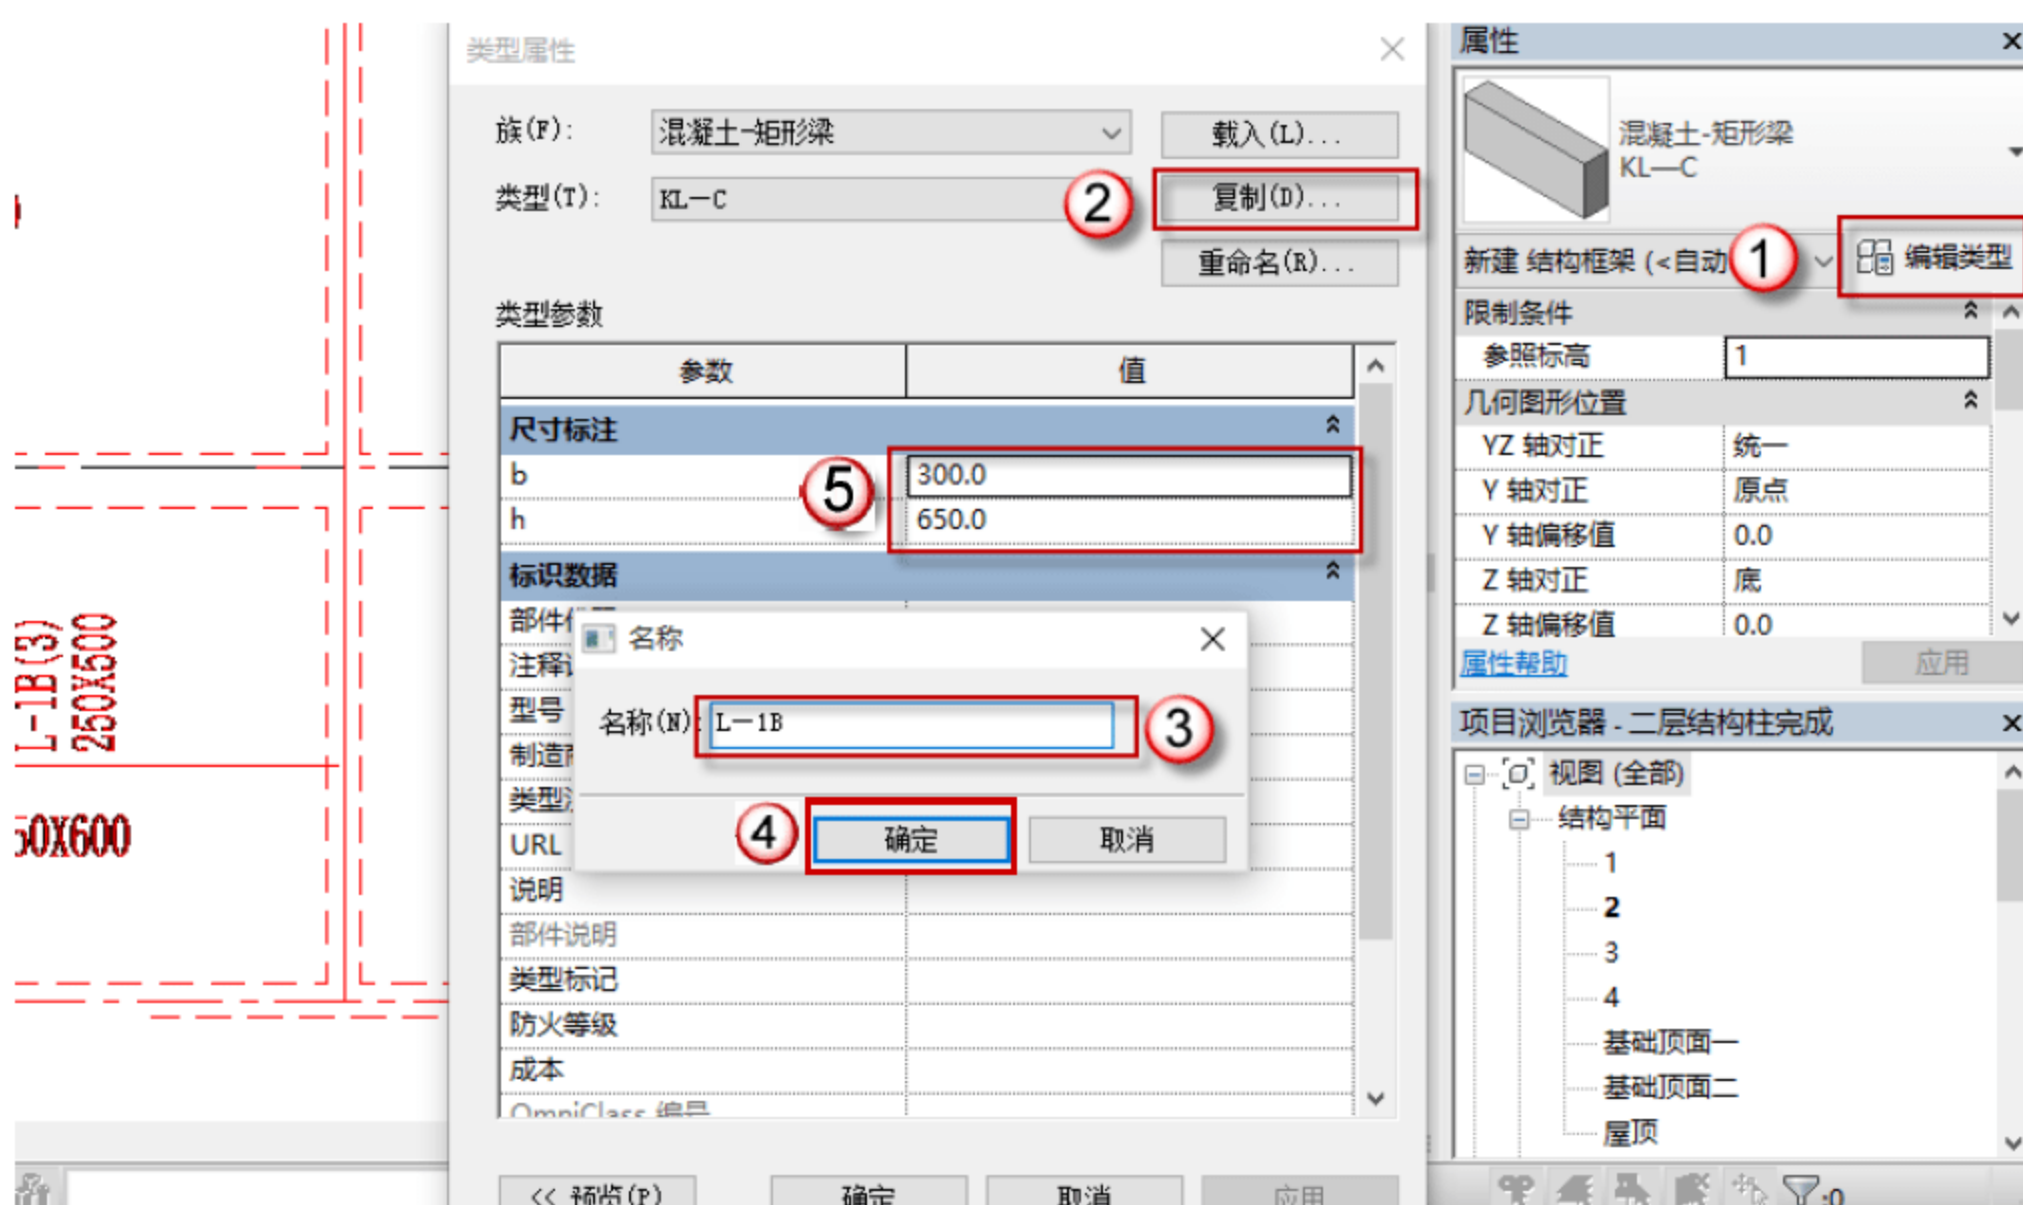 L-1B(3)
250X500
50X600
类型属性
族(F):
混凝土-矩形梁
载入(L)...
类型(T):
KL—C
2
复制(D)...
重命名(R)...
类型参数
参数
值
尺寸标注
b
300.0
5
h
650.0
标识数据
注释
型号
URL
说明
部件说明
类型标记
防火等级
成本
OmniClass 编号
名称
名称(N):
L—1B
3
4
确定
取消
<< 预览(P)
确定
取消
应用
属性
混凝土-矩形梁
KL—C
新建 结构框架 (<自动
1
编辑类型
限制条件
参照标高
1
几何图形位置
YZ 轴对正
统一
Y 轴对正
原点
Y 轴偏移值
0.0
Z 轴对正
底
Z 轴偏移值
0.0
属性帮助
应用
项目浏览器 - 二层结构柱完成
视图 (全部)
结构平面
1
2
3
4
基础顶面一
基础顶面二
屋顶
:0